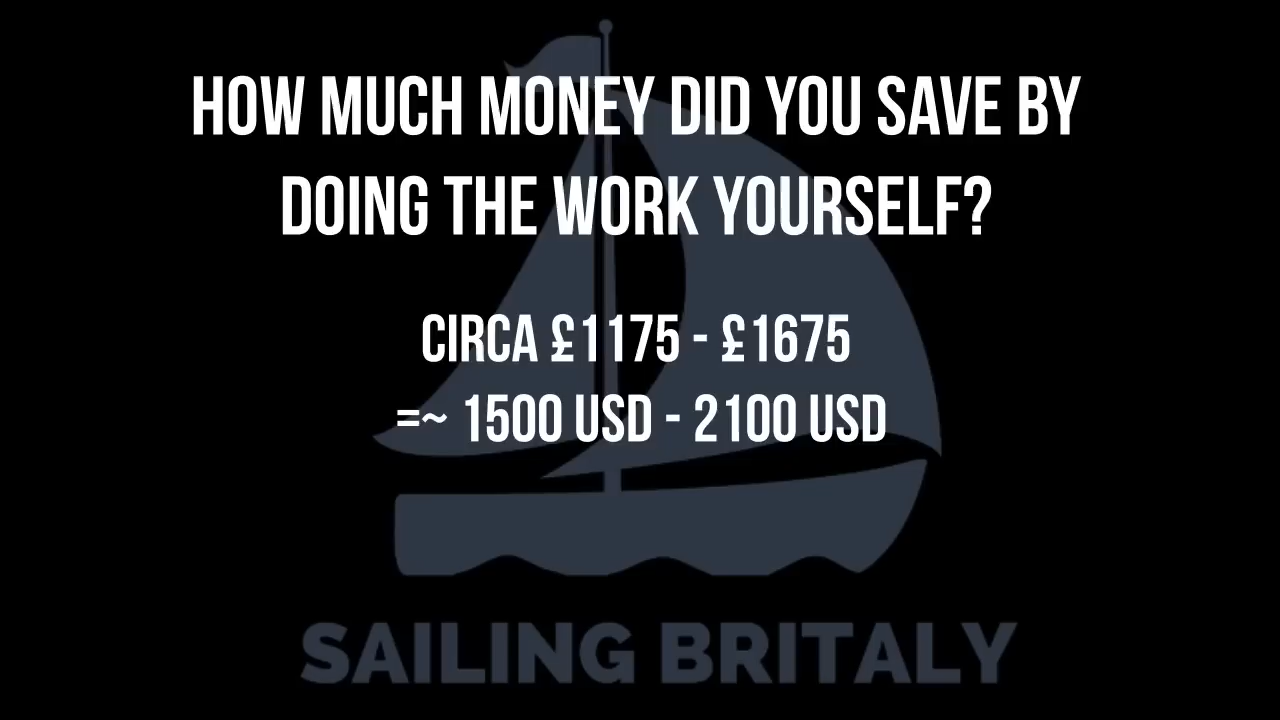 HOW MUCH MONEY DID YOU SAVE BY
DOING THE WORK YOURSELF?
CIRCA £1175 - £1675
=~ 1500 USD - 2100 USD
SAILING BRITALY